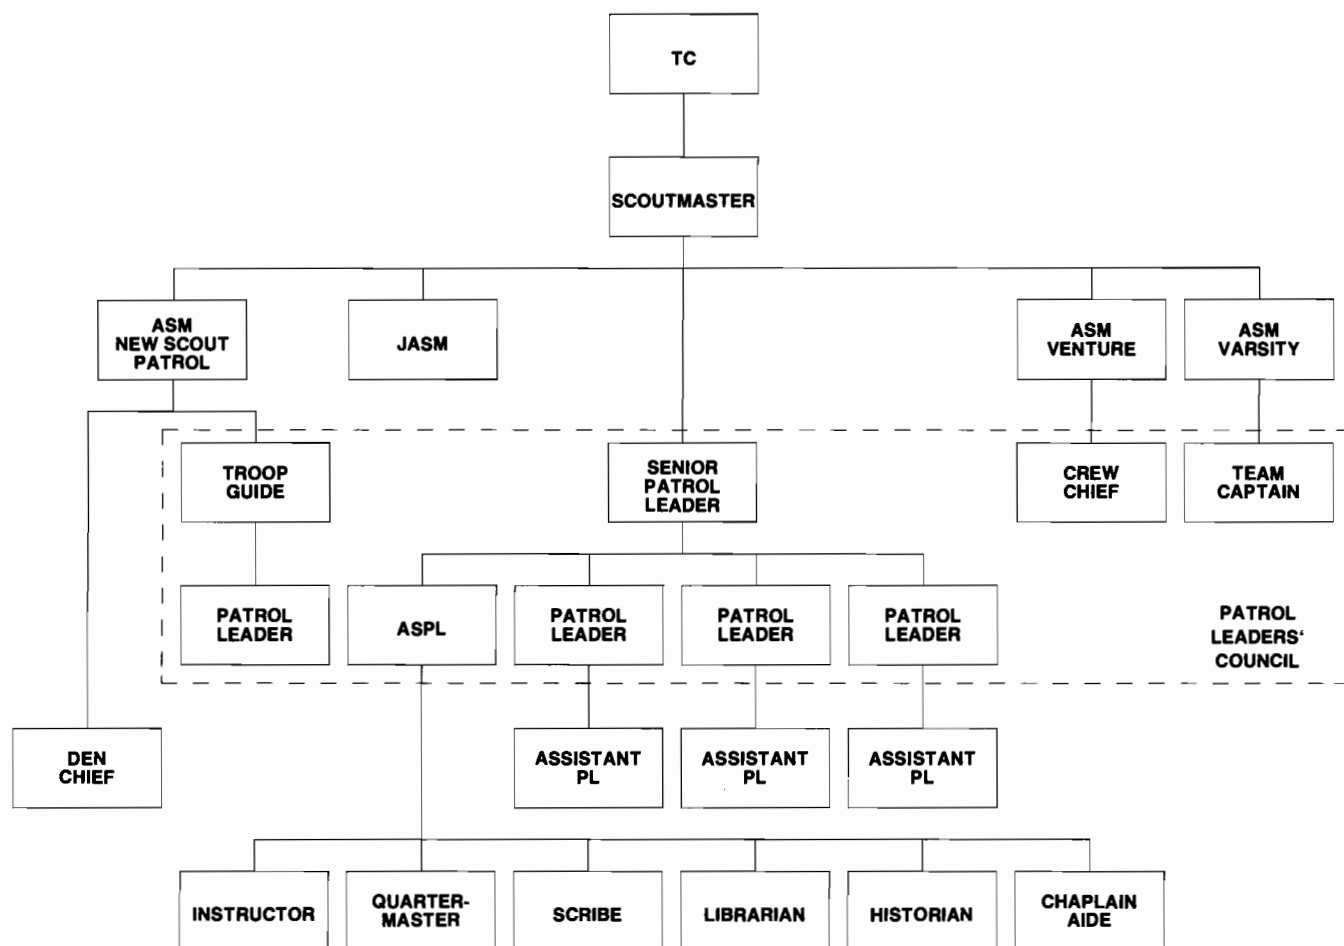 TC
SCOUTMASTER
ASM
NEW SCOUT
PATROL
JASM
ASM
VENTURE
ASM
VARSITY
TROOP
GUIDE
SENIOR
PATROL
LEADER
CREW
CHIEF
TEAM
CAPTAIN
PATROL
LEADER
ASPL
PATROL
LEADER
PATROL
LEADER
PATROL
LEADER
PATROL
LEADERS'
COUNCIL
DEN
CHIEF
ASSISTANT
PL
ASSISTANT
PL
ASSISTANT
PL
INSTRUCTOR
QUARTER-
MASTER
SCRIBE
LIBRARIAN
HISTORIAN
CHAPLAIN
AIDE